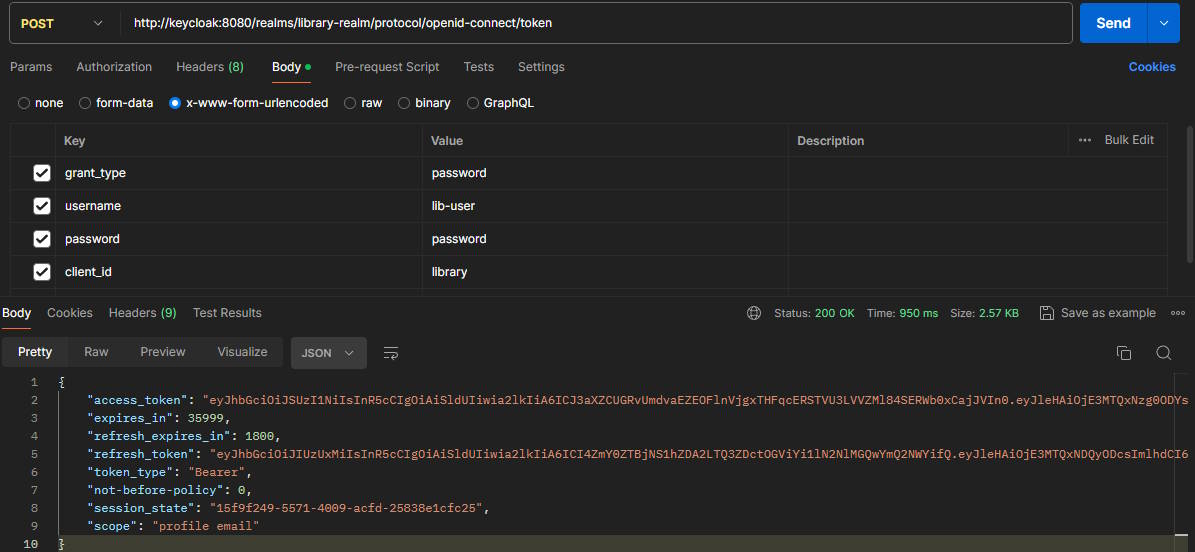 POST http://keycloak:8080/realms/library-realm/protocol/openid-connect/token Send
Params Authorization Headers (8) Body Pre-request Script Tests Settings Cookies
none form-data x-www-form-urlencoded raw binary GraphQL
Key Value Description Bulk Edit
grant_type password
username lib-user
password password
client_id library
Body Cookies Headers (9) Test Results Status: 200 OK Time: 950 ms Size: 2.57 KB Save as example
Pretty Raw Preview Visualize JSON
1 {
2 "access_token": "eyJhbGciOiJSUzI1NiIsInR5cCIgOiAiSldUIiwia2lkIiA6ICJ3aXZCUGRvUmdvaEZEOFlnVjgxTHFqcERSTVU3LVVZMl84SERWb0xCajJVIn0.eyJleHAiOjE3MTQxNzg0ODYs
3 "expires_in": 35999,
4 "refresh_expires_in": 1800,
5 "refresh_token": "eyJhbGciOiJIUzUxMiIsInR5cCIgOiAiSldUIiwia2lkIiA6ICI4ZmY0ZTBjNS1hZDA2LTQ3ZDctOGViYi1lN2NlMGQwYmQ2NWYifQ.eyJleHAiOjE3MTQxNDQyODcsImlhdCI6
6 "token_type": "Bearer",
7 "not-before-policy": 0,
8 "session_state": "15f9f249-5571-4009-acfd-25838e1cfc25",
9 "scope": "profile email"
10 }